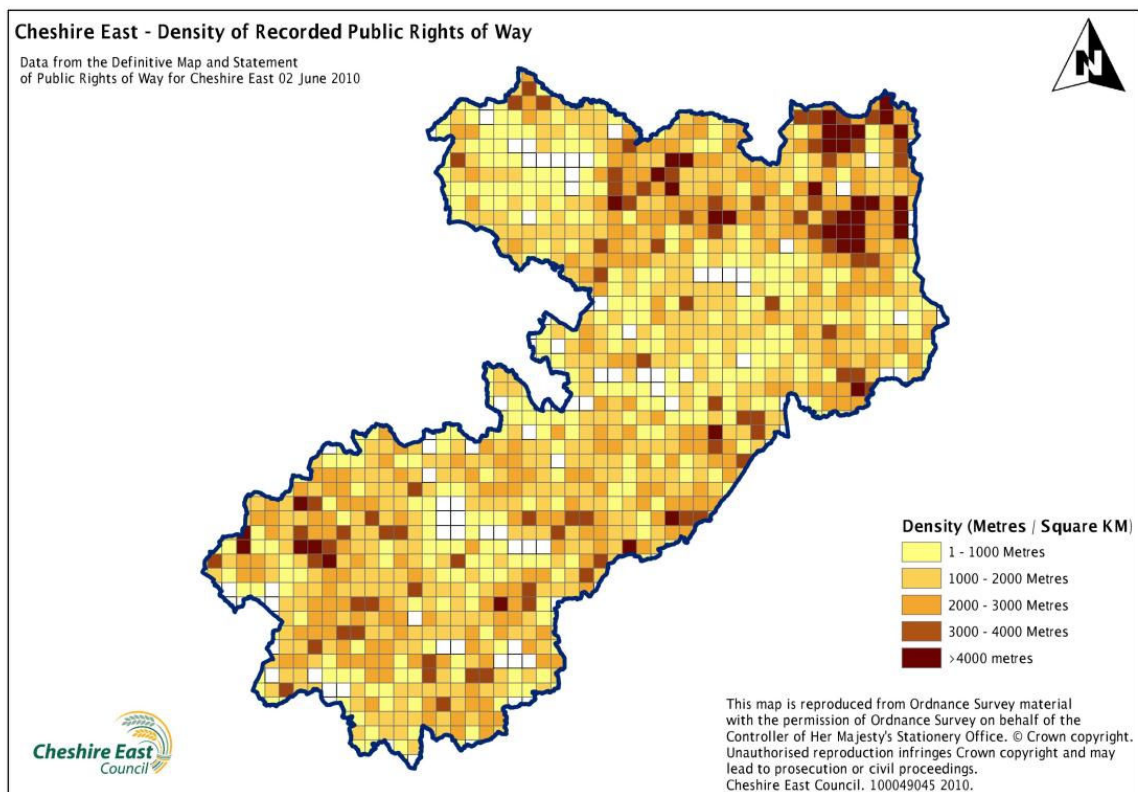 Cheshire East - Density of Recorded Public Rights of Way
Data from the Definitive Map and Statement
of Public Rights of Way for Cheshire East 02 June 2010
N
Density (Metres / Square KM)
1 - 1000 Metres
1000 - 2000 Metres
2000 - 3000 Metres
3000 - 4000 Metres
>4000 metres
This map is reproduced from Ordnance Survey material
with the permission of Ordnance Survey on behalf of the
Controller of Her Majesty's Stationery Office. © Crown copyright.
Unauthorised reproduction infringes Crown copyright and may
lead to prosecution or civil proceedings.
Cheshire East Council. 100049045 2010.
Cheshire East
Council